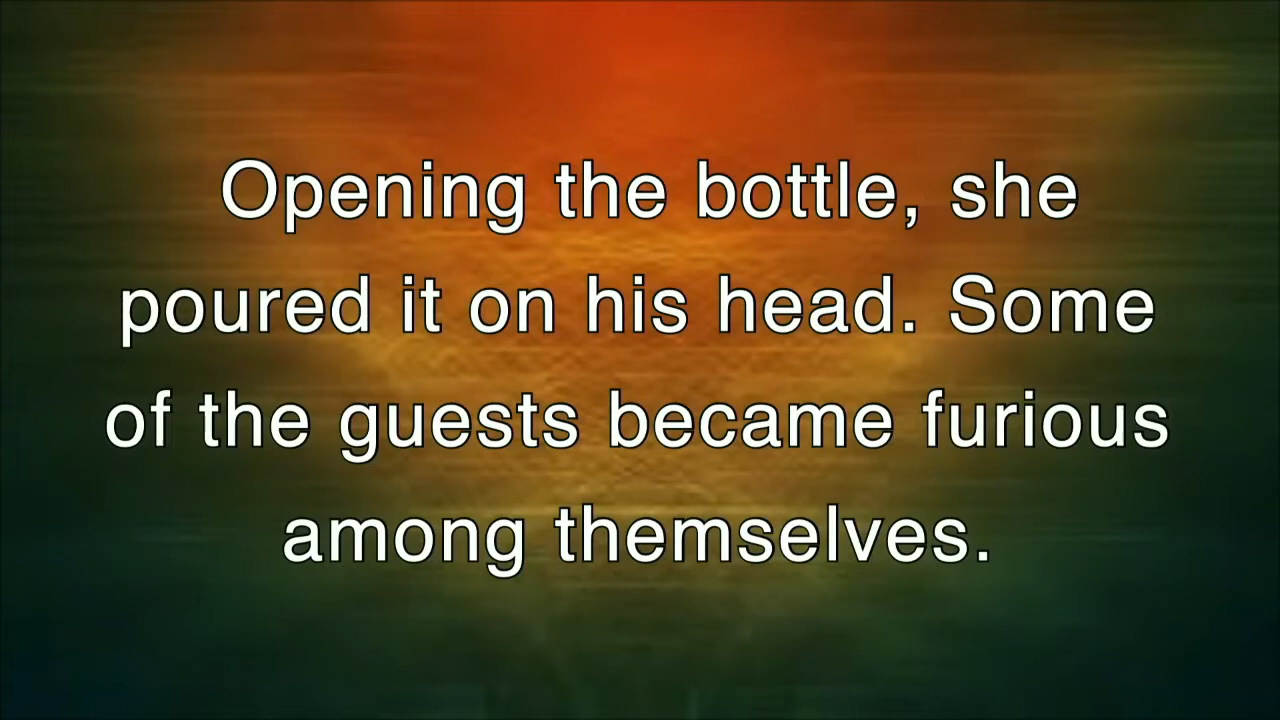 Opening the bottle, she
poured it on his head. Some
of the guests became furious
among themselves.